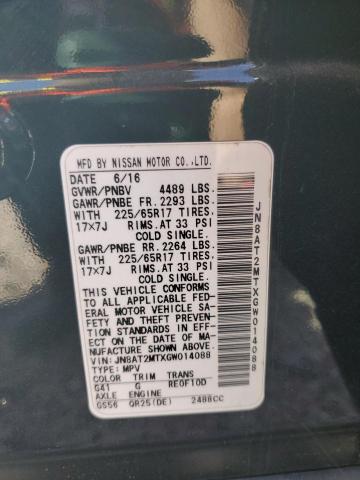 MFD BY NISSAN MOTOR CO.,LTD.
DATE 6/16
GVWR/PNBV 4489 LBS.
GAWR/PNBE FR. 2293 LBS.
WITH 225/65R17 TIRES,
17×7J RIMS.AT 33 PSI
COLD SINGLE.
GAWR/PNBE RR. 2264 LBS.
WITH 225/65R17 TIRES,
17×7J RIMS.AT 33 PSI
COLD SINGLE.
THIS VEHICLE CONFORMS
TO ALL APPLICABLE FED-
ERAL MOTOR VEHICLE SA-
FETY AND THEFT PREVEN-
TION STANDARDS IN EFF-
ECT ON THE DATE OF MA-
NUFACTURE SHOWN ABOVE.
VIN: JN8AT2MTXGW014088
TYPE: MPV
COLOR TRIM TRANS
G41 G RE0F10D
AXLE ENGINE
GS56 QR25(DE) 2488CC
JN8AT2MTXGW014088